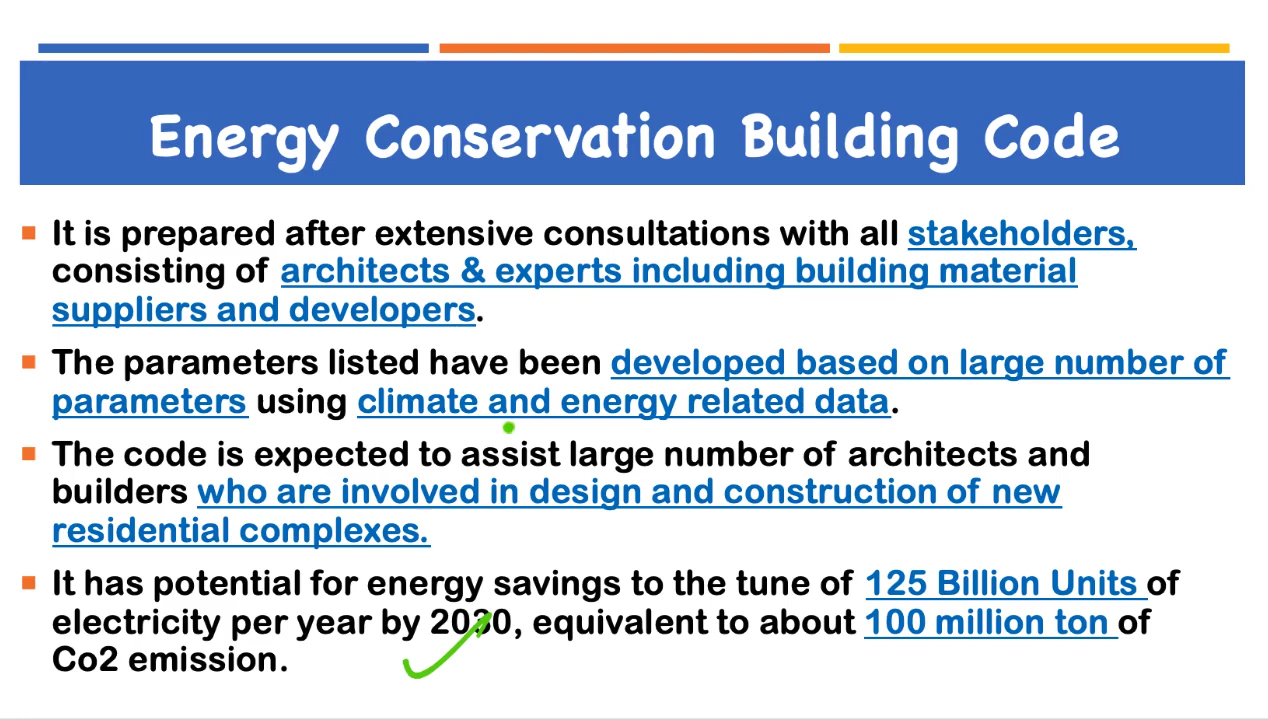 Energy Conservation Building Code
It is prepared after extensive consultations with all stakeholders,
consisting of architects & experts including building material
suppliers and developers.
The parameters listed have been developed based on large number of
parameters using climate and energy related data.
The code is expected to assist large number of architects and
builders who are involved in design and construction of new
residential complexes.
It has potential for energy savings to the tune of 125 Billion Units of
electricity per year by 2030, equivalent to about 100 million ton of
Co2 emission.